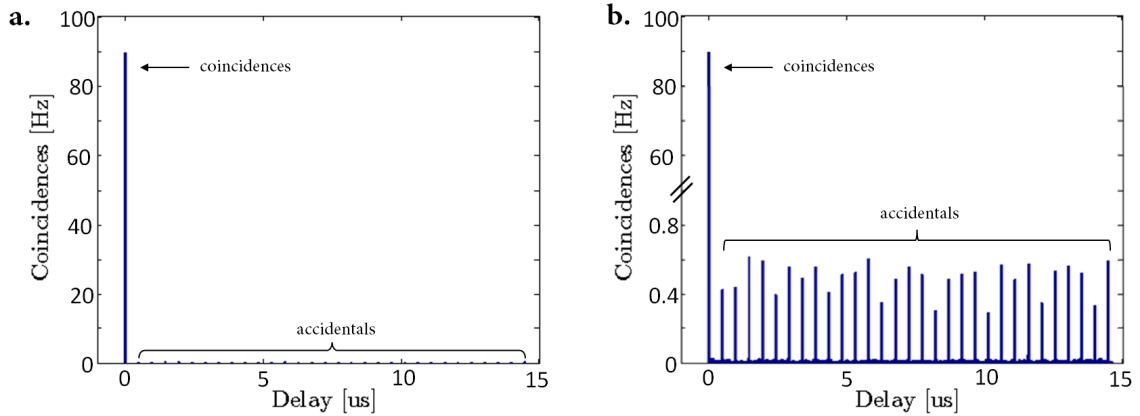 a.
100
80
60
40
20
0
Coincidences [Hz]
coincidences
accidentals
0 5 10 15
Delay [us]
b.
100
80
60
0.8
0.4
0
Coincidences [Hz]
coincidences
accidentals
0 5 10 15
Delay [us]